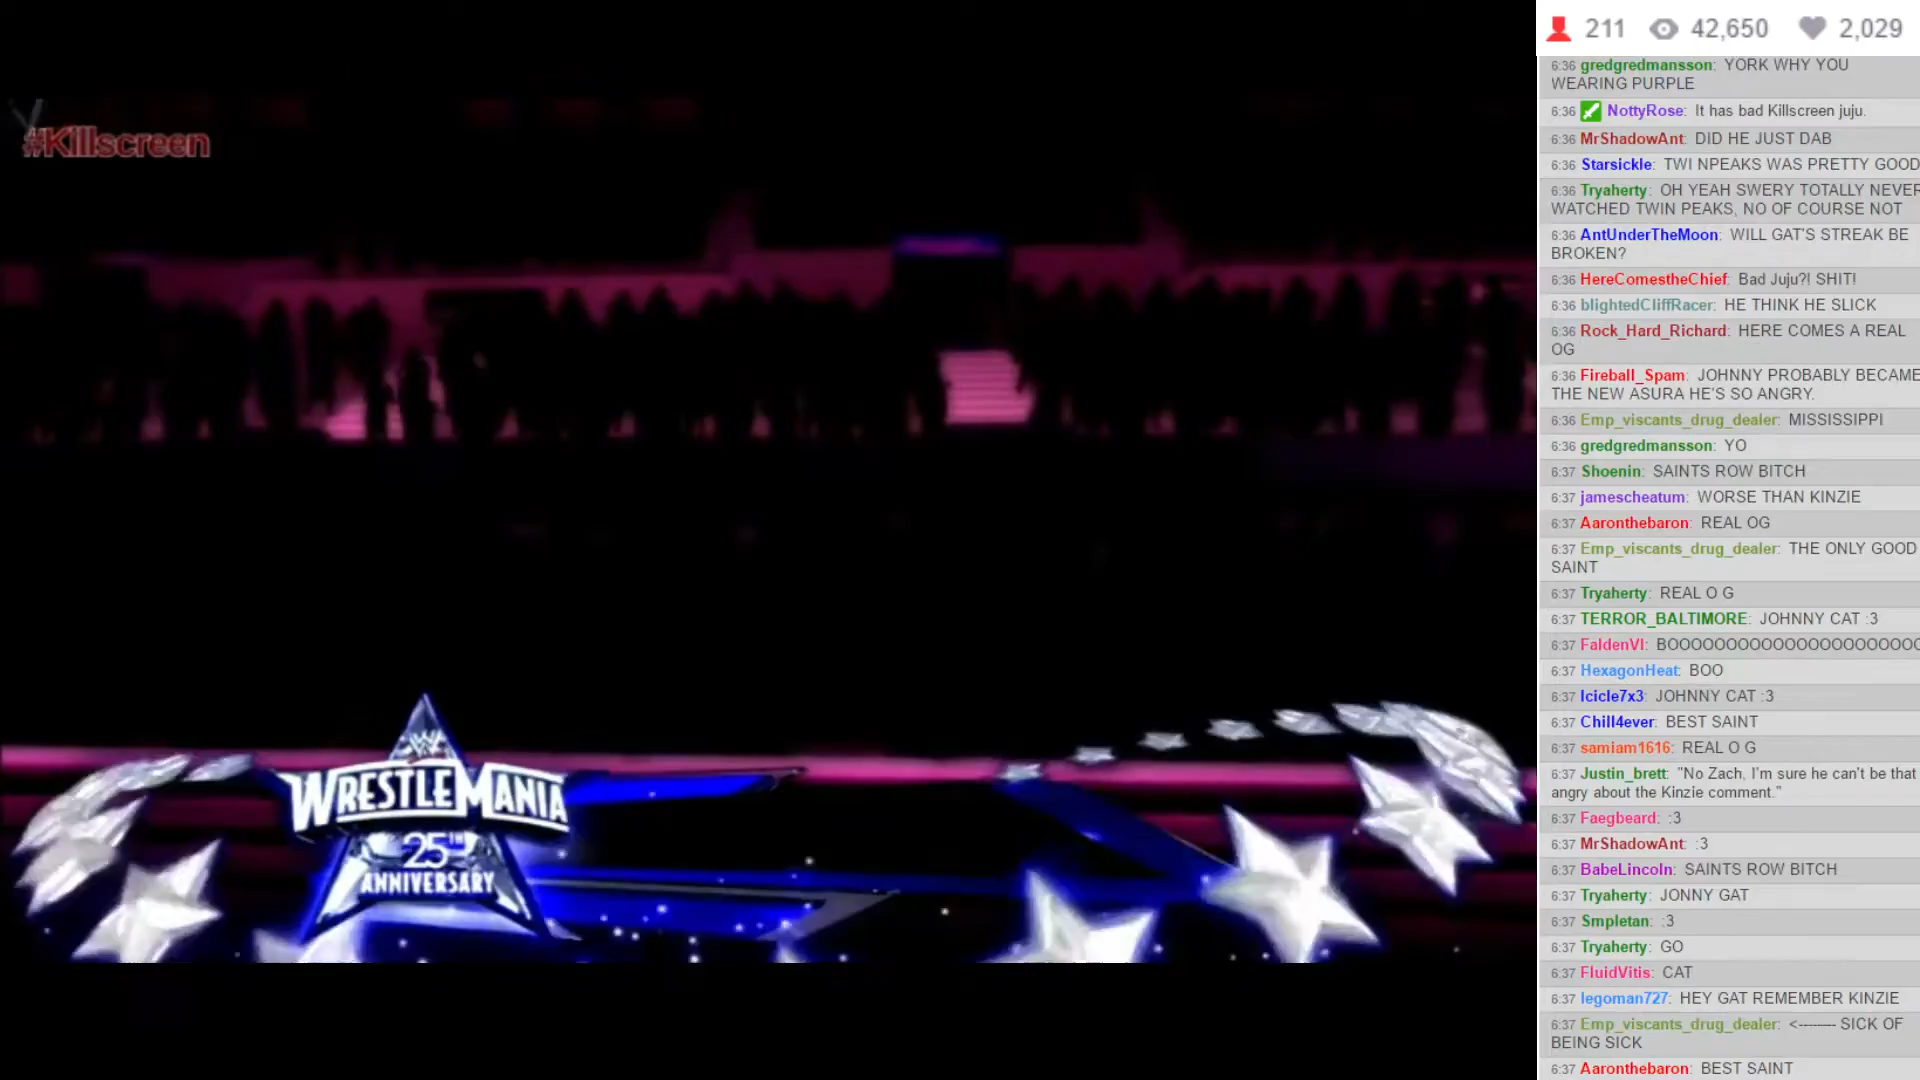 211 42,650 2,029
#Killscreen
WRESTLEMANIA
25TH
ANNIVERSARY
6:36 gredgredmansson: YORK WHY YOU
WEARING PURPLE
6:36 NottyRose: It has bad Killscreen juju.
6:36 MrShadowAnt: DID HE JUST DAB
6:36 Starsickle: TWI NPEAKS WAS PRETTY GOOD
6:36 Tryaherty: OH YEAH SWERY TOTALLY NEVER
WATCHED TWIN PEAKS, NO OF COURSE NOT
6:36 AntUnderTheMoon: WILL GAT'S STREAK BE
BROKEN?
6:36 HereComestheChief: Bad Juju?! SHIT!
6:36 blightedCliffRacer: HE THINK HE SLICK
6:36 Rock_Hard_Richard: HERE COMES A REAL
OG
6:36 Fireball_Spam: JOHNNY PROBABLY BECAME
THE NEW ASURA HE'S SO ANGRY.
6:36 Emp_viscants_drug_dealer: MISSISSIPPI
6:36 gredgredmansson: YO
6:37 Shoenin: SAINTS ROW BITCH
6:37 jamescheatum: WORSE THAN KINZIE
6:37 Aaronthebaron: REAL OG
6:37 Emp_viscants_drug_dealer: THE ONLY GOOD
SAINT
6:37 Tryaherty: REAL O G
6:37 TERROR_BALTIMORE: JOHNNY CAT :3
6:37 FaldenVI: BOOOOOOOOOOOOOOOOOOOOOO
6:37 HexagonHeat: BOO
6:37 Icicle7x3: JOHNNY CAT :3
6:37 Chill4ever: BEST SAINT
6:37 samiam1616: REAL O G
6:37 Justin_brett: "No Zach, I'm sure he can't be that
angry about the Kinzie comment."
6:37 Faegbeard: :3
6:37 MrShadowAnt: :3
6:37 BabeLincoln: SAINTS ROW BITCH
6:37 Tryaherty: JONNY GAT
6:37 Smpletan: :3
6:37 Tryaherty: GO
6:37 FluidVitis: CAT
6:37 legoman727: HEY GAT REMEMBER KINZIE
6:37 Emp_viscants_drug_dealer: <-------- SICK OF
BEING SICK
6:37 Aaronthebaron: BEST SAINT